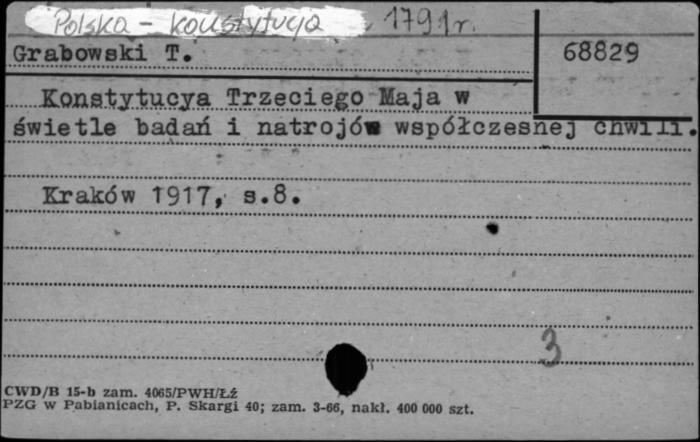 Polska - konstytucja 1791r.
Grabowski T. 68829
Konstytucya Trzeciego Maja w
świetle badań i natrojów współczesnej chwili.
Kraków 1917, s.8.
3
CWD/B 15-b zam. 4065/PWH/Łź
PZG w Pabianicach, P. Skargi 40; zam. 3-66, nakł. 400 000 szt.